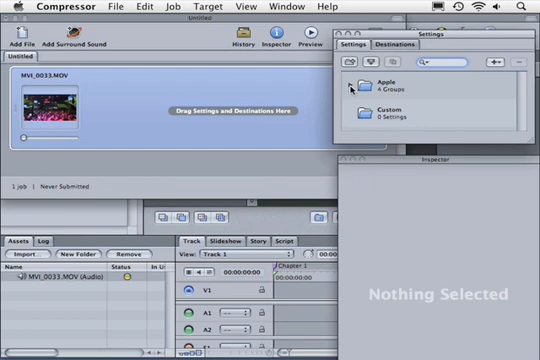 Compressor File Edit Job Target View Window Help
Untitled
Add File Add Surround Sound History Inspector Preview
Untitled
MVI_0033.MOV
Drag Settings and Destinations Here
1 job | Never Submitted
Settings
Settings Destinations
Apple
4 Groups
Custom
0 Settings
Inspector
Nothing Selected
Assets Log
Import... New Folder Remove
Name Status In Us
MVI_0033.MOV (Audio)
Track Slideshow Story Script
View: Track 1 00:00
00:00:00:00 Chapter 1
00:00:00:00
V1
A1 --
A2 --